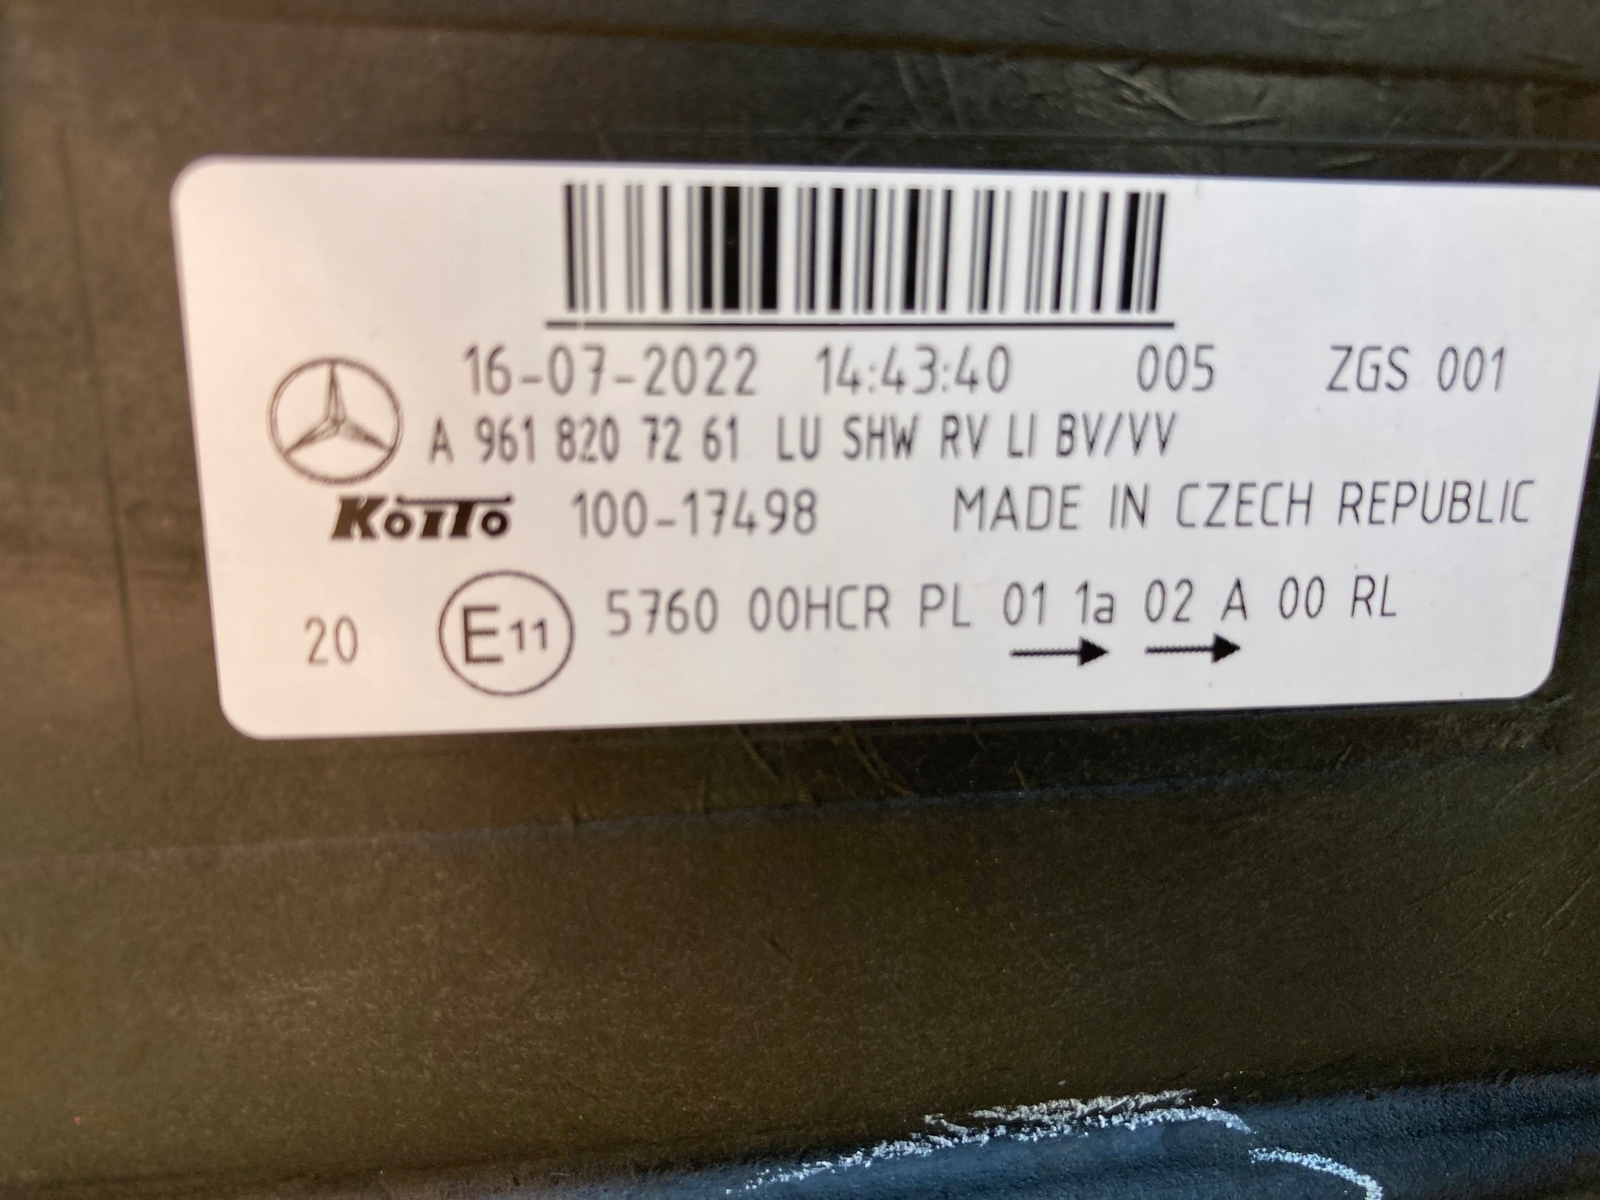 16-07-2022 14:43:40 005 ZGS 001
A 961 820 72 61 LU SHW RV LI BV/VV
KOITO 100-17498 MADE IN CZECH REPUBLIC
20 E11 5760 00HCR PL 01 1a 02 A 00 RL